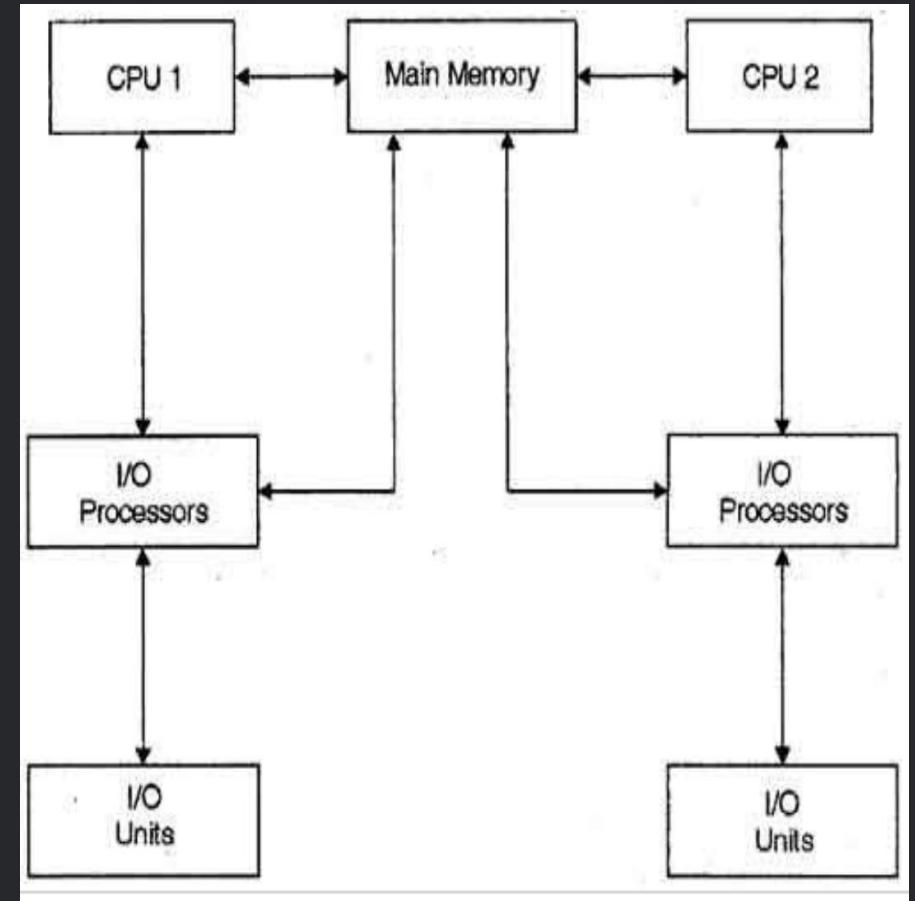 CPU 1
Main Memory
CPU 2
I/O
Processors
I/O
Processors
I/O
Units
I/O
Units